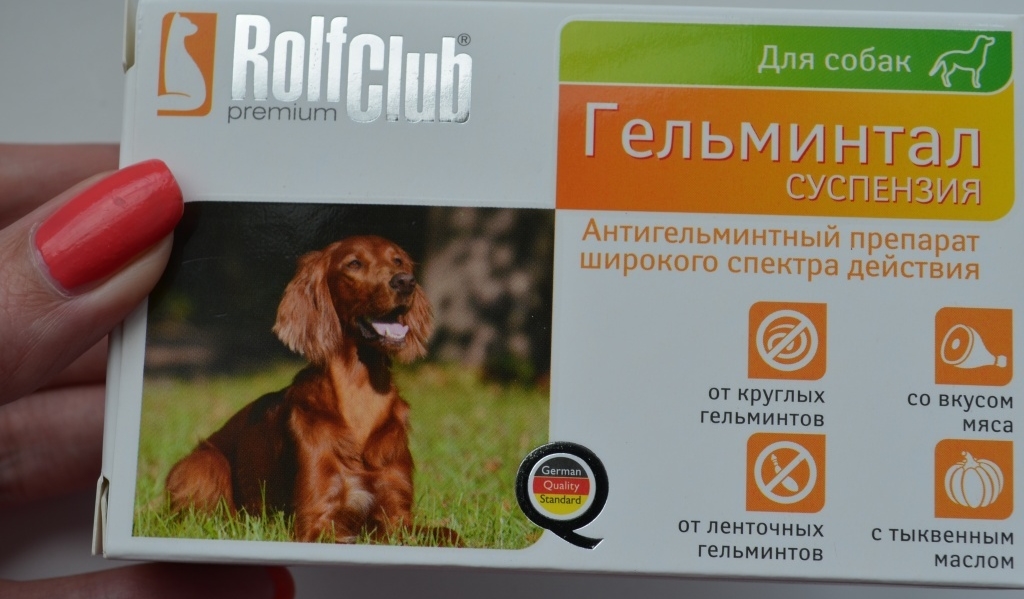 RolfClub®
premium
Для собак
Гельминтал
СУСПЕНЗИЯ
Антигельминтный препарат
широкого спектра действия
от круглых
гельминтов
со вкусом
мяса
German
Quality
Standard
от ленточных
гельминтов
с тыквенным
маслом